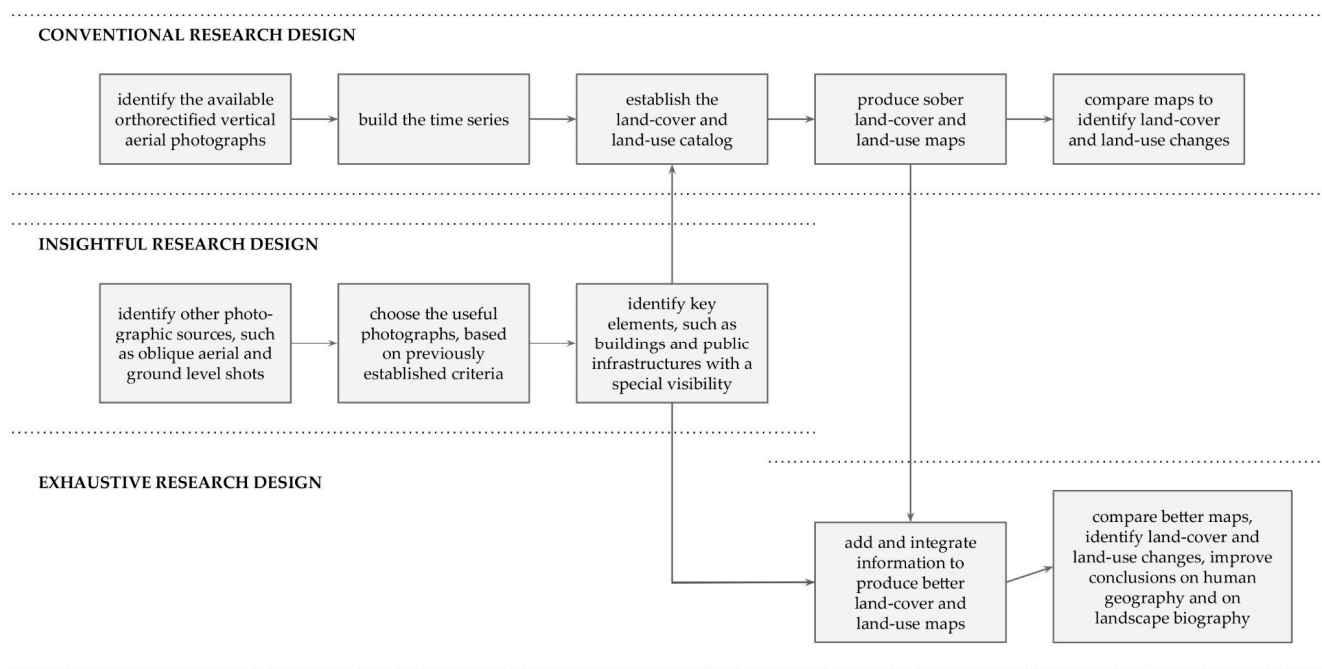 CONVENTIONAL RESEARCH DESIGN
identify the available
orthorectified vertical
aerial photographs
build the time series
establish the
land-cover and
land-use catalog
produce sober
land-cover and
land-use maps
compare maps to
identify land-cover
and land-use changes
INSIGHTFUL RESEARCH DESIGN
identify other photo-
graphic sources, such
as oblique aerial and
ground level shots
choose the useful
photographs, based
on previously
established criteria
identify key
elements, such as
buildings and public
infrastructures with a
special visibility
EXHAUSTIVE RESEARCH DESIGN
add and integrate
information to
produce better
land-cover and
land-use maps
compare better maps,
identify land-cover and
land-use changes, improve
conclusions on human
geography and on
landscape biography